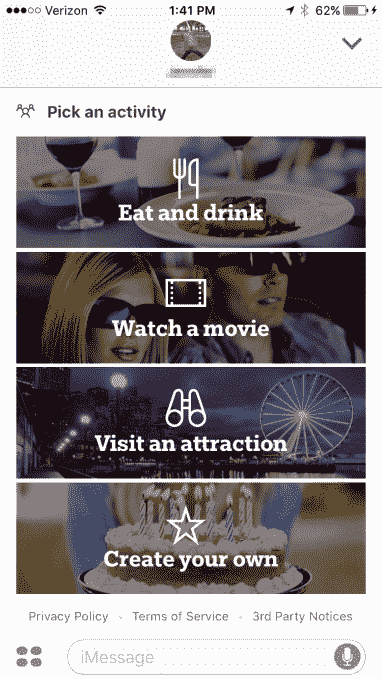 Verizon 1:41 PM 62%
Pick an activity
Eat and drink
Watch a movie
Visit an attraction
Create your own
Privacy Policy · Terms of Service · 3rd Party Notices
iMessage